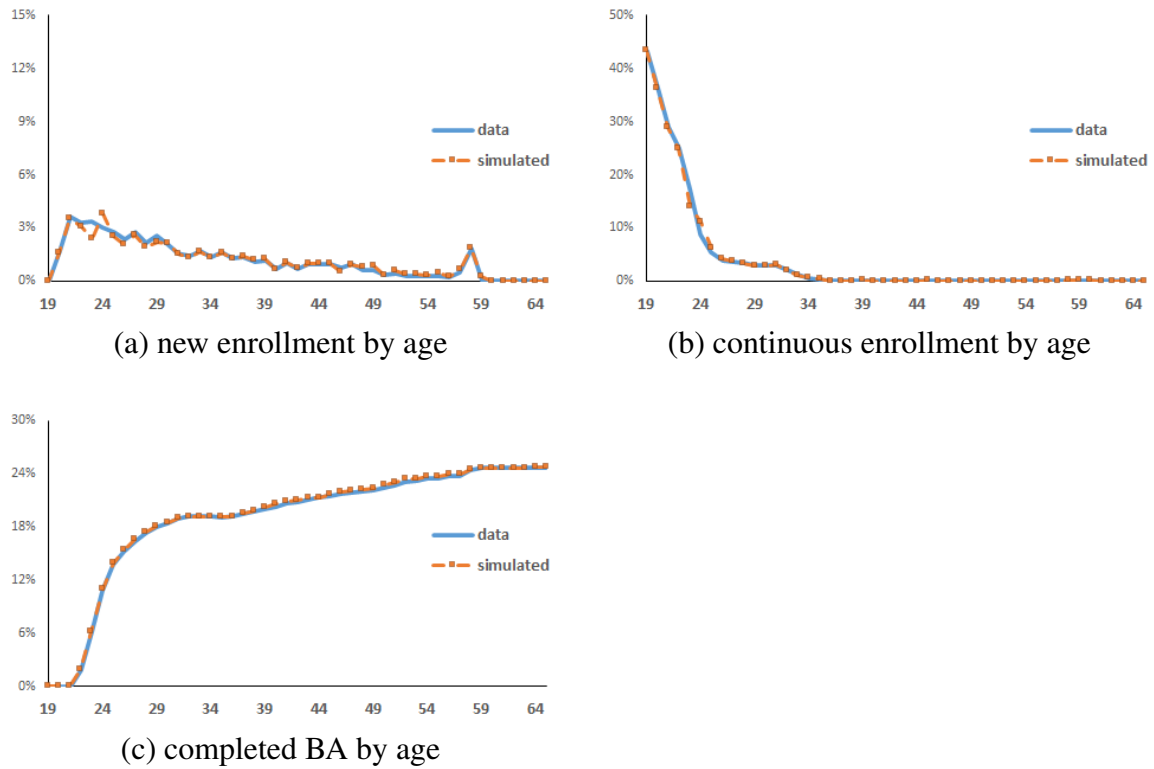 15%
12%
9%
6%
3%
0%
19 24 29 34 39 44 49 54 59 64
data
simulated
(a) new enrollment by age
50%
40%
30%
20%
10%
0%
19 24 29 34 39 44 49 54 59 64
data
simulated
(b) continuous enrollment by age
30%
24%
18%
12%
6%
0%
19 24 29 34 39 44 49 54 59 64
data
simulated
(c) completed BA by age